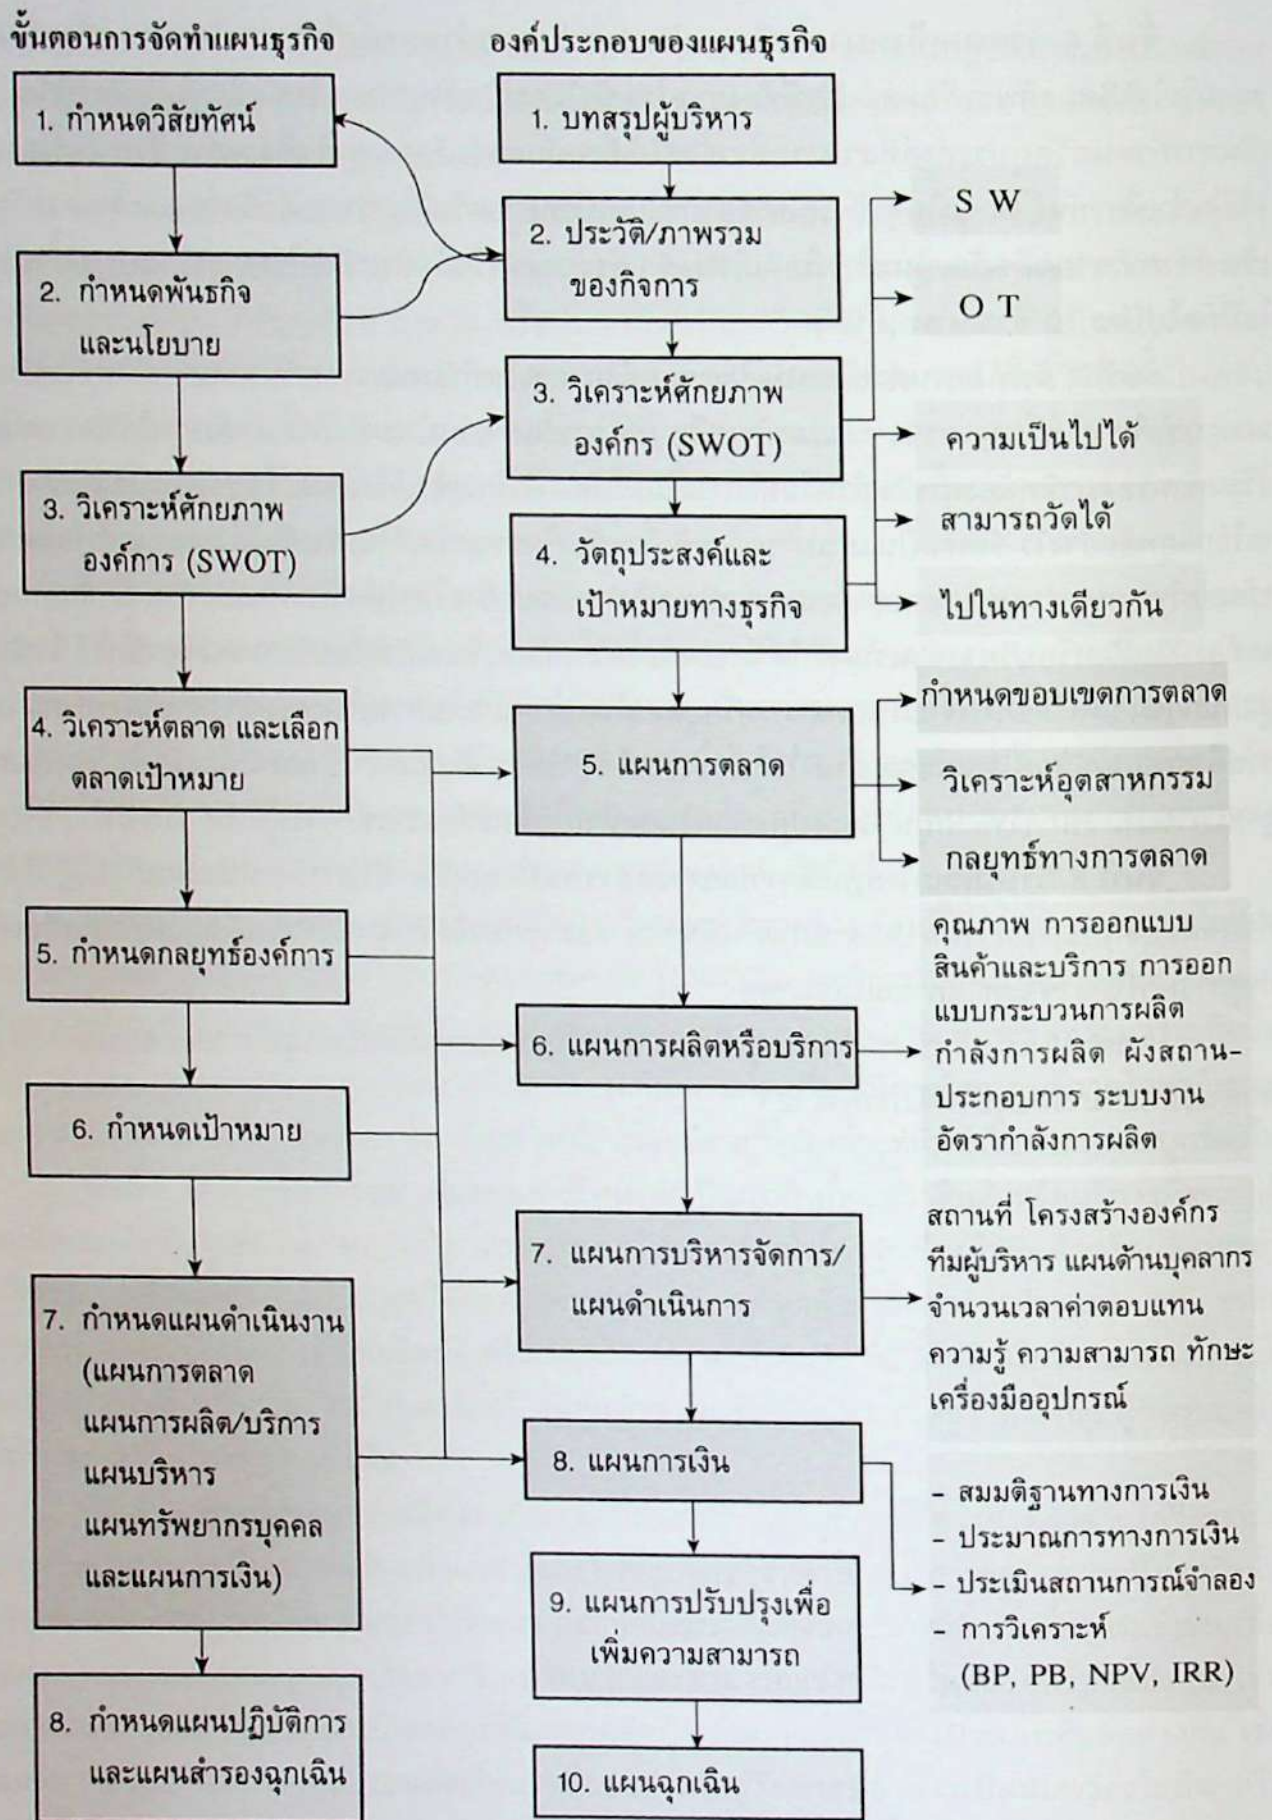 ขั้นตอนการจัดทำแผนธุรกิจ
1. กำหนดวิสัยทัศน์
2. กำหนดพันธกิจ
และนโยบาย
3. วิเคราะห์ศักยภาพ
องค์การ (SWOT)
4. วิเคราะห์ตลาด และเลือก
ตลาดเป้าหมาย
5. กำหนดกลยุทธ์องค์การ
6. กำหนดเป้าหมาย
7. กำหนดแผนดำเนินงาน
(แผนการตลาด
แผนการผลิต/บริการ
แผนบริหาร
แผนทรัพยากรบุคคล
และแผนการเงิน)
8. กำหนดแผนปฏิบัติการ
และแผนสำรองฉุกเฉิน
องค์ประกอบของแผนธุรกิจ
1. บทสรุปผู้บริหาร
2. ประวัติ/ภาพรวม
ของกิจการ
3. วิเคราะห์ศักยภาพ
องค์กร (SWOT)
4. วัตถุประสงค์และ
เป้าหมายทางธุรกิจ
5. แผนการตลาด
6. แผนการผลิตหรือบริการ
7. แผนการบริหารจัดการ/
แผนดำเนินการ
8. แผนการเงิน
9. แผนการปรับปรุงเพื่อ
เพิ่มความสามารถ
10. แผนฉุกเฉิน
S W
O T
ความเป็นไปได้
สามารถวัดได้
ไปในทางเดียวกัน
กำหนดขอบเขตการตลาด
วิเคราะห์อุตสาหกรรม
กลยุทธ์ทางการตลาด
คุณภาพ การออกแบบ
สินค้าและบริการ การออก
แบบกระบวนการผลิต
กำลังการผลิต ผังสถาน-
ประกอบการ ระบบงาน
อัตรากำลังการผลิต
สถานที่ โครงสร้างองค์กร
ทีมผู้บริหาร แผนด้านบุคลากร
จำนวนเวลาค่าตอบแทน
ความรู้ ความสามารถ ทักษะ
เครื่องมืออุปกรณ์
- สมมติฐานทางการเงิน
- ประมาณการทางการเงิน
- ประเมินสถานการณ์จำลอง
- การวิเคราะห์
(BP, PB, NPV, IRR)